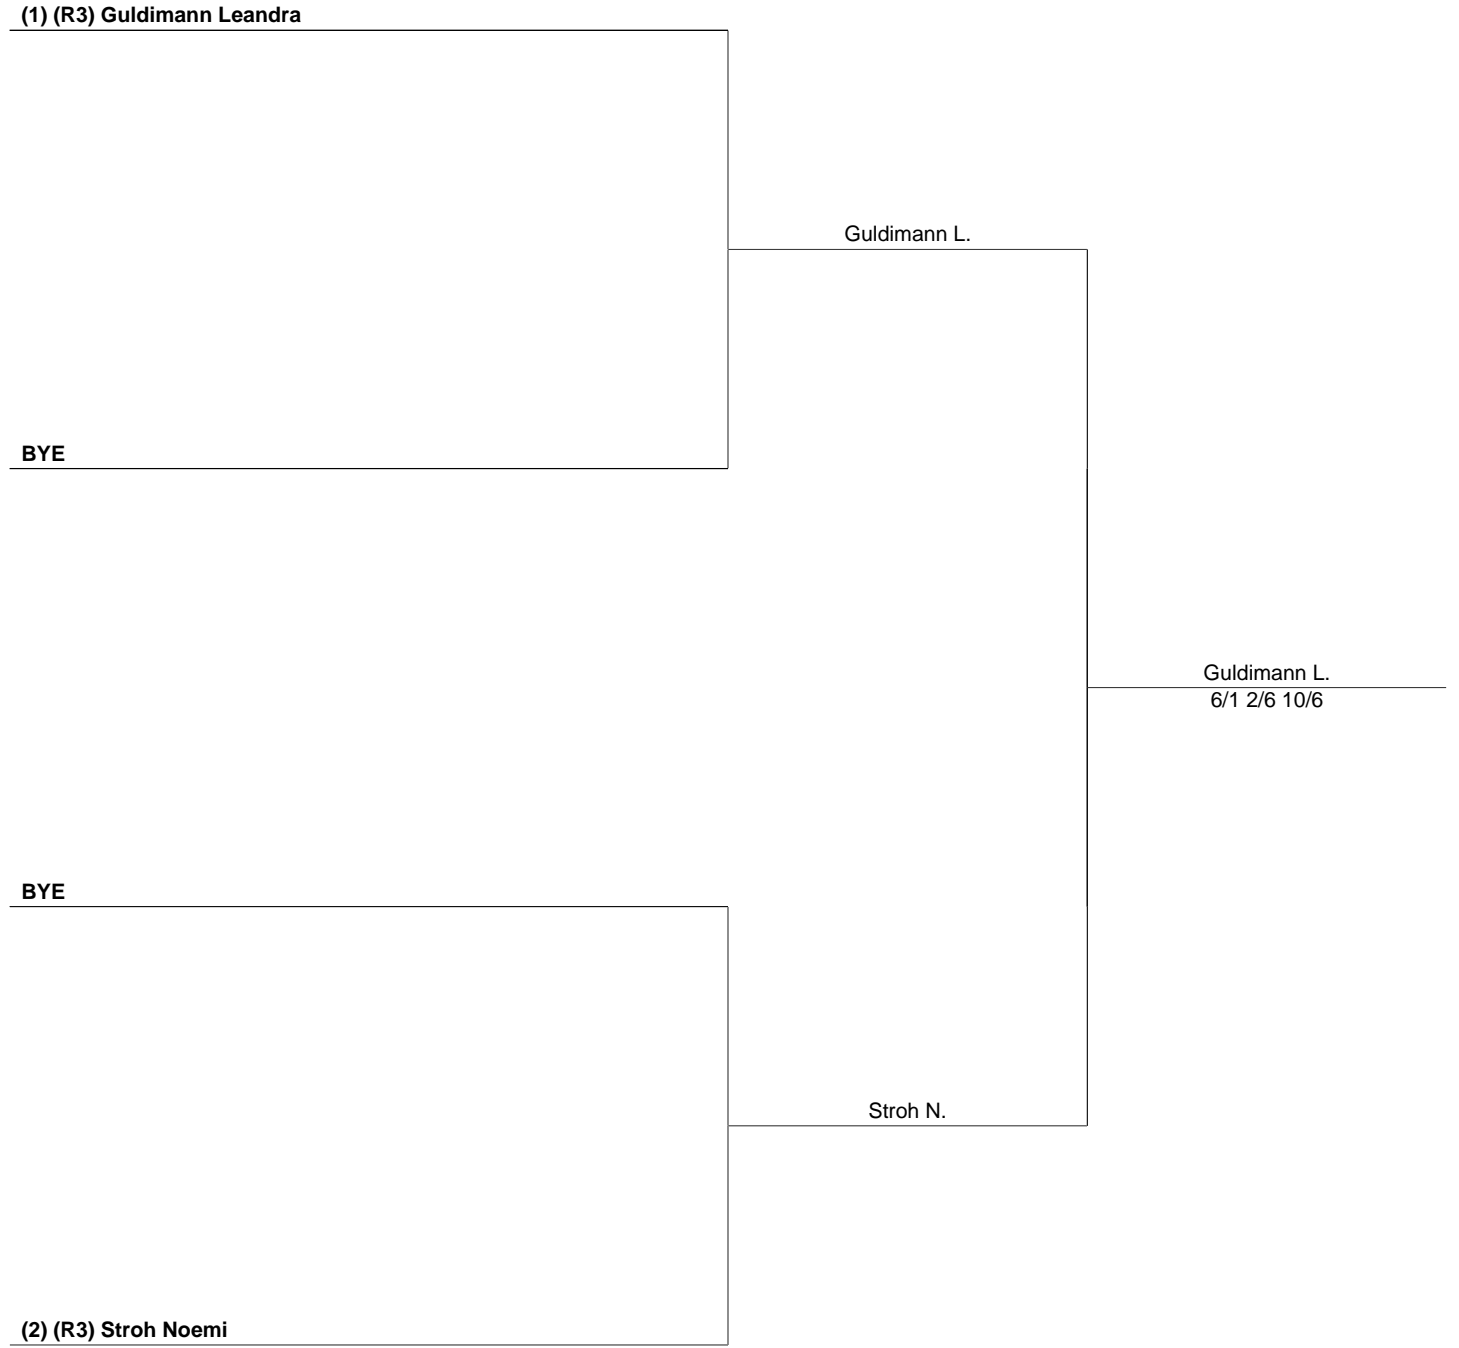 (1) (R3) Guldimann Leandra
Guldimann L.
BYE
Guldimann L.
6/1 2/6 10/6
BYE
Stroh N.
(2) (R3) Stroh Noemi